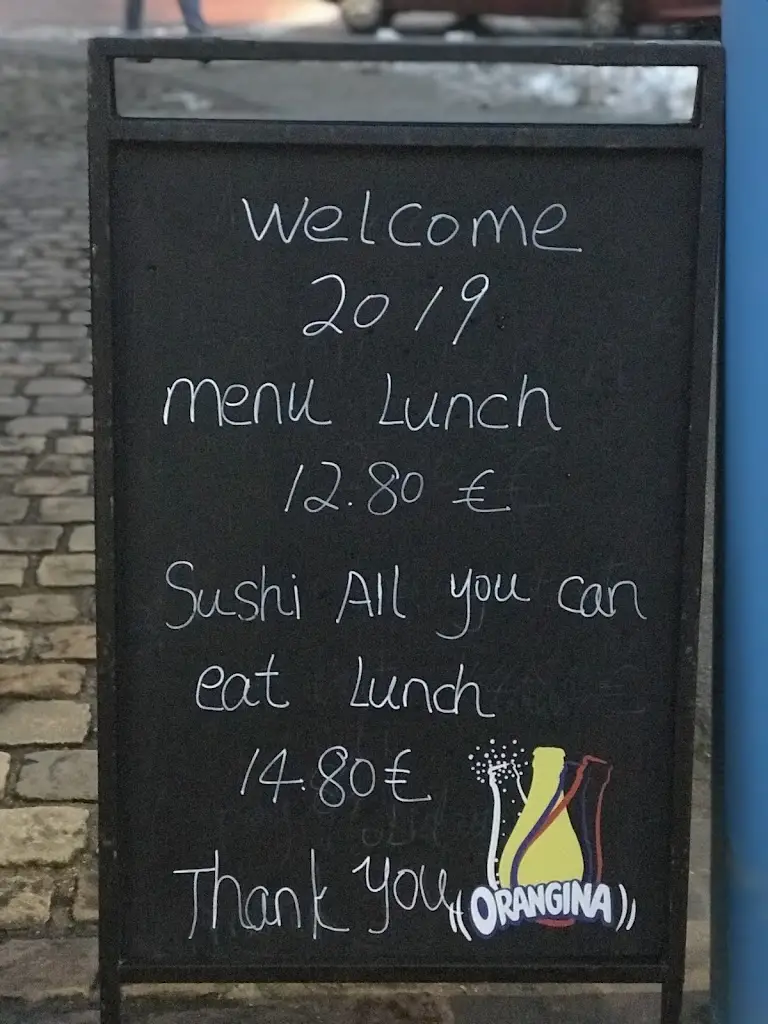 Welcome
2019
menu Lunch
12.80 €
Sushi All you can
eat Lunch
14.80€
Thank you
ORANGINA